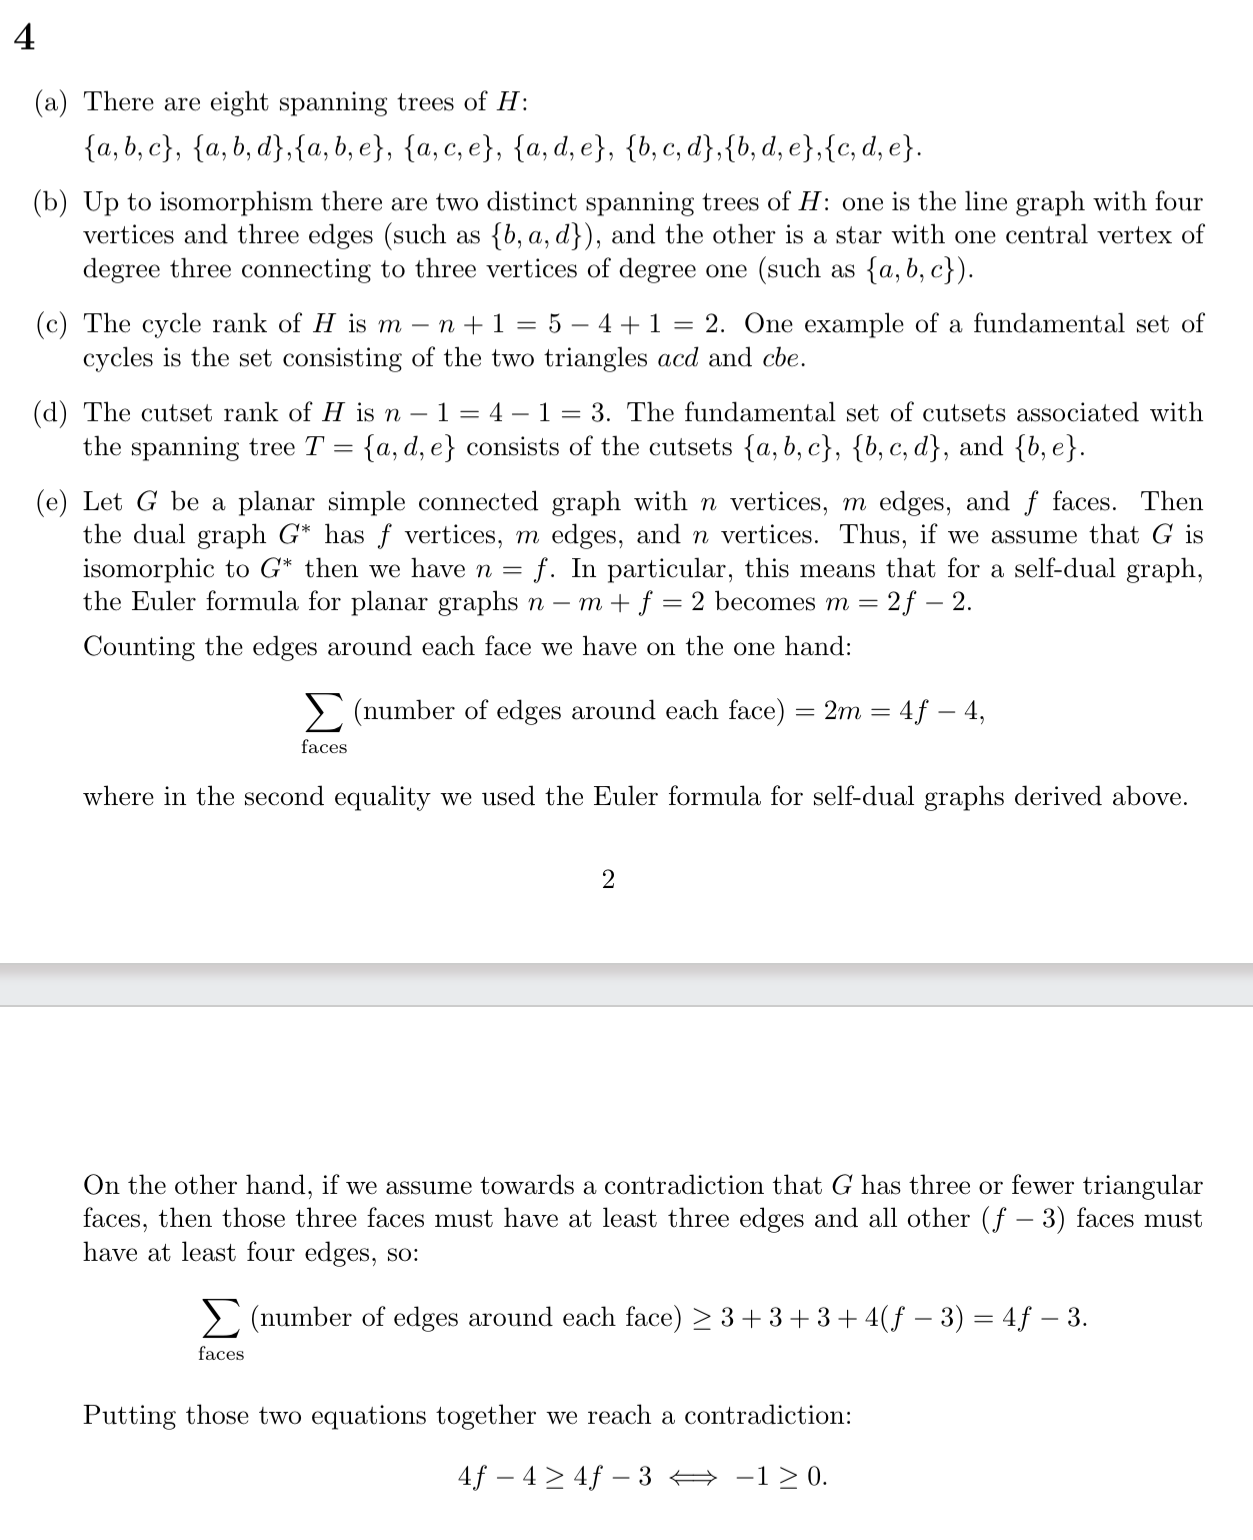 4
(a) There are eight spanning trees of H:
{a, b, c}, {a, b, d},{a, b, e}, {a, c, e}, {a, d, e}, {b, c, d},{b, d, e},{c, d, e}.
(b) Up to isomorphism there are two distinct spanning trees of H: one is the line graph with four
vertices and three edges (such as {b, a, d}), and the other is a star with one central vertex of
degree three connecting to three vertices of degree one (such as {a, b, c}).
(c) The cycle rank of H is m − n + 1 = 5 − 4 + 1 = 2. One example of a fundamental set of
cycles is the set consisting of the two triangles acd and cbe.
(d) The cutset rank of H is n − 1 = 4 − 1 = 3. The fundamental set of cutsets associated with
the spanning tree T = {a, d, e} consists of the cutsets {a, b, c}, {b, c, d}, and {b, e}.
(e) Let G be a planar simple connected graph with n vertices, m edges, and f faces. Then
the dual graph G* has f vertices, m edges, and n vertices. Thus, if we assume that G is
isomorphic to G* then we have n = f. In particular, this means that for a self-dual graph,
the Euler formula for planar graphs n − m + f = 2 becomes m = 2f − 2.
Counting the edges around each face we have on the one hand:
∑ (number of edges around each face) = 2m = 4f − 4,
faces
where in the second equality we used the Euler formula for self-dual graphs derived above.
2
On the other hand, if we assume towards a contradiction that G has three or fewer triangular
faces, then those three faces must have at least three edges and all other (f − 3) faces must
have at least four edges, so:
∑ (number of edges around each face) ≥ 3 + 3 + 3 + 4(f − 3) = 4f − 3.
faces
Putting those two equations together we reach a contradiction:
4f − 4 ≥ 4f − 3 ⟺ −1 ≥ 0.